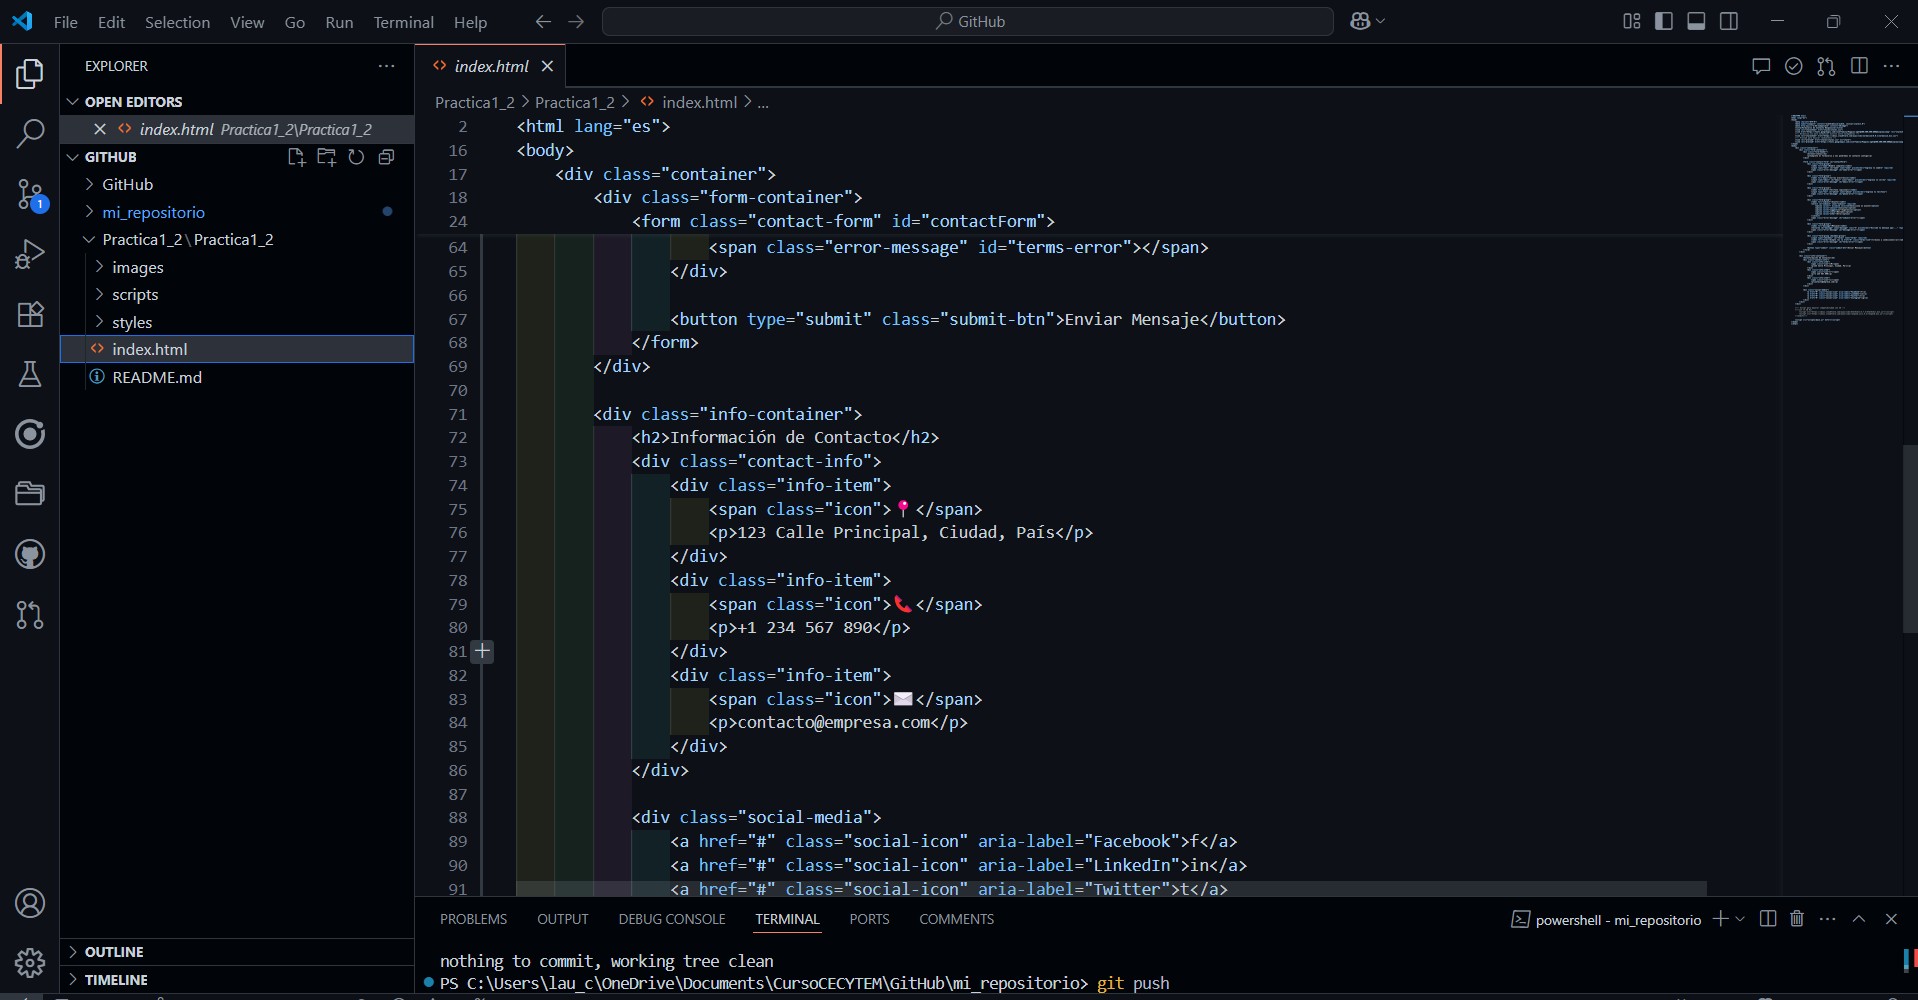 File Edit Selection View Go Run Terminal Help
GitHub
EXPLORER
OPEN EDITORS
index.html Practica1_2\Practica1_2
GITHUB
GitHub
mi_repositorio
Practica1_2\Practica1_2
images
scripts
styles
index.html
README.md
OUTLINE
TIMELINE
1
index.html
Practica1_2 > Practica1_2 > index.html > ...
2 <html lang="es">
16 <body>
17 <div class="container">
18 <div class="form-container">
24 <form class="contact-form" id="contactForm">
64 <span class="error-message" id="terms-error"></span>
65 </div>
66
67 <button type="submit" class="submit-btn">Enviar Mensaje</button>
68 </form>
69 </div>
70
71 <div class="info-container">
72 <h2>Información de Contacto</h2>
73 <div class="contact-info">
74 <div class="info-item">
75 <span class="icon">📍</span>
76 <p>123 Calle Principal, Ciudad, País</p>
77 </div>
78 <div class="info-item">
79 <span class="icon">📞</span>
80 <p>+1 234 567 890</p>
81 </div>
82 <div class="info-item">
83 <span class="icon">✉️</span>
84 <p>contacto@empresa.com</p>
85 </div>
86 </div>
87
88 <div class="social-media">
89 <a href="#" class="social-icon" aria-label="Facebook">f</a>
90 <a href="#" class="social-icon" aria-label="LinkedIn">in</a>
91 <a href="#" class="social-icon" aria-label="Twitter">t</a>
PROBLEMS OUTPUT DEBUG CONSOLE TERMINAL PORTS COMMENTS
powershell - mi_repositorio
nothing to commit, working tree clean
PS C:\Users\lau_c\OneDrive\Documents\CursoCECYTEM\GitHub\mi_repositorio> git push